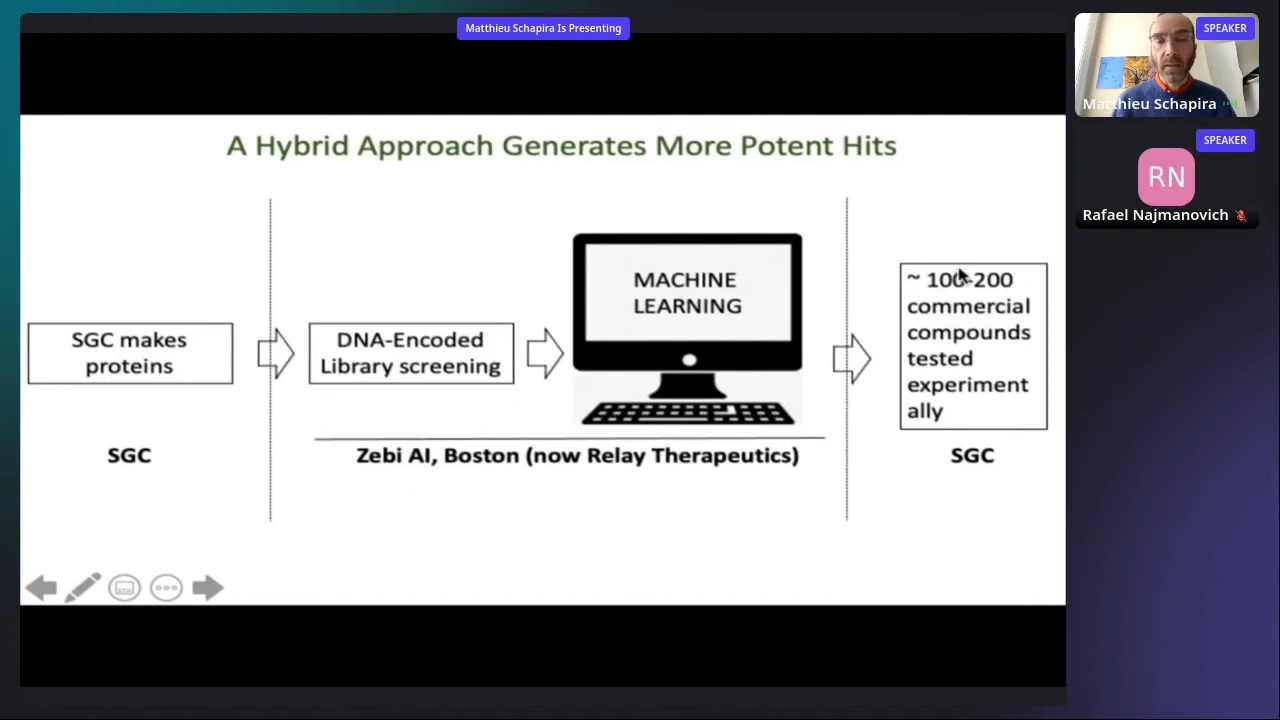 Matthieu Schapira Is Presenting
SPEAKER
Matthieu Schapira
SPEAKER
RN
Rafael Najmanovich
A Hybrid Approach Generates More Potent Hits
SGC makes
proteins
DNA-Encoded
Library screening
MACHINE
LEARNING
~ 100-200
commercial
compounds
tested
experiment
ally
SGC
Zebi AI, Boston (now Relay Therapeutics)
SGC